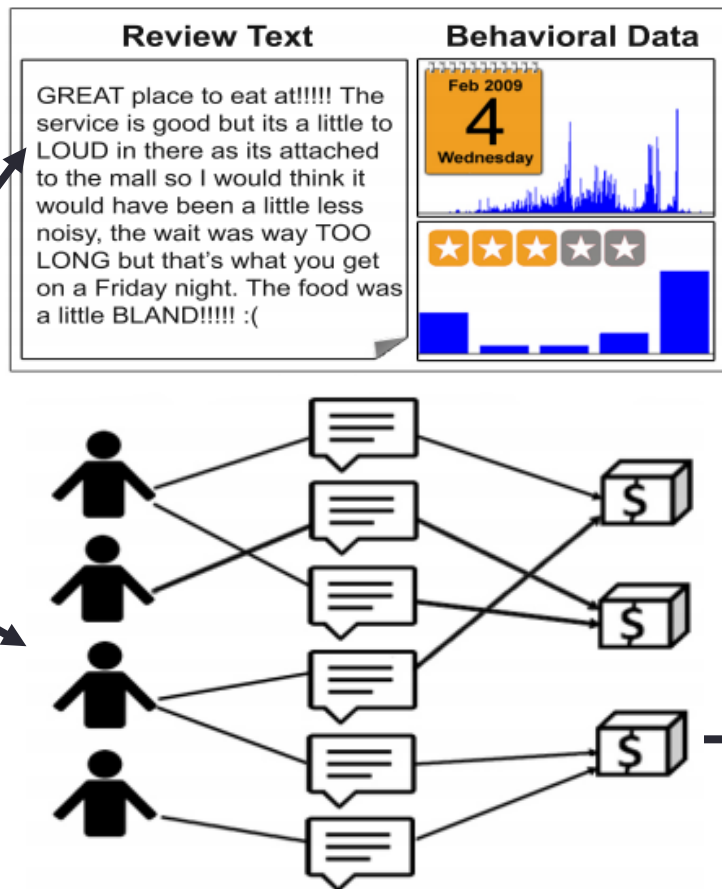 Review Text
GREAT place to eat at!!!!! The
service is good but its a little to
LOUD in there as its attached
to the mall so I would think it
would have been a little less
noisy, the wait was way TOO
LONG but that's what you get
on a Friday night. The food was
a little BLAND!!!!! :(
Behavioral Data
Feb 2009
4
Wednesday
$
$
$